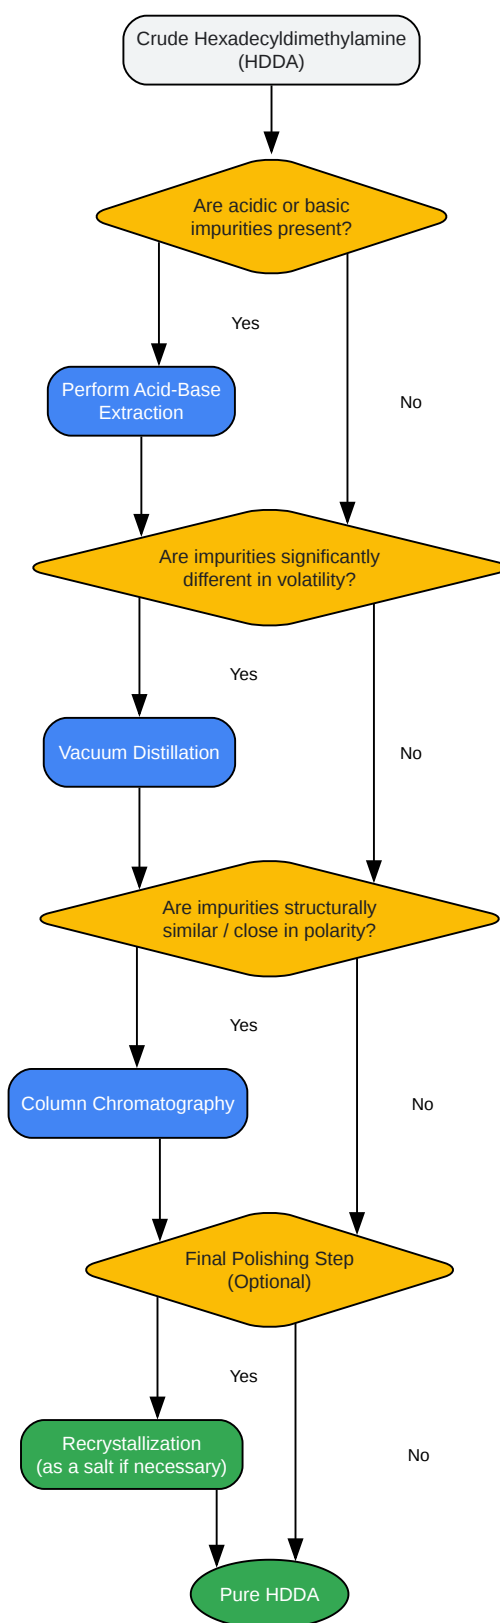 Crude Hexadecyldimethylamine
(HDDA)
Are acidic or basic
impurities present?
Yes
Perform Acid-Base
Extraction
No
Are impurities significantly
different in volatility?
Yes
Vacuum Distillation
No
Are impurities structurally
similar / close in polarity?
Yes
Column Chromatography
No
Final Polishing Step
(Optional)
Yes
Recrystallization
(as a salt if necessary)
No
Pure HDDA